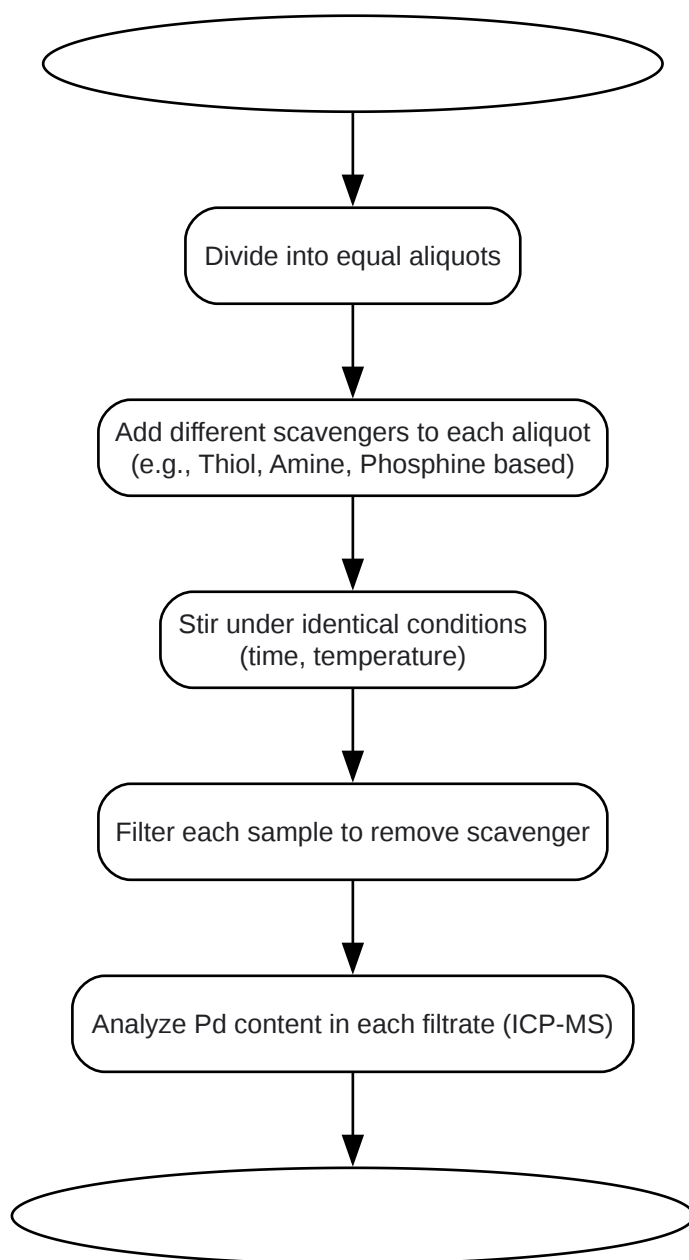 Divide into equal aliquots
Add different scavengers to each aliquot
(e.g., Thiol, Amine, Phosphine based)
Stir under identical conditions
(time, temperature)
Filter each sample to remove scavenger
Analyze Pd content in each filtrate (ICP-MS)